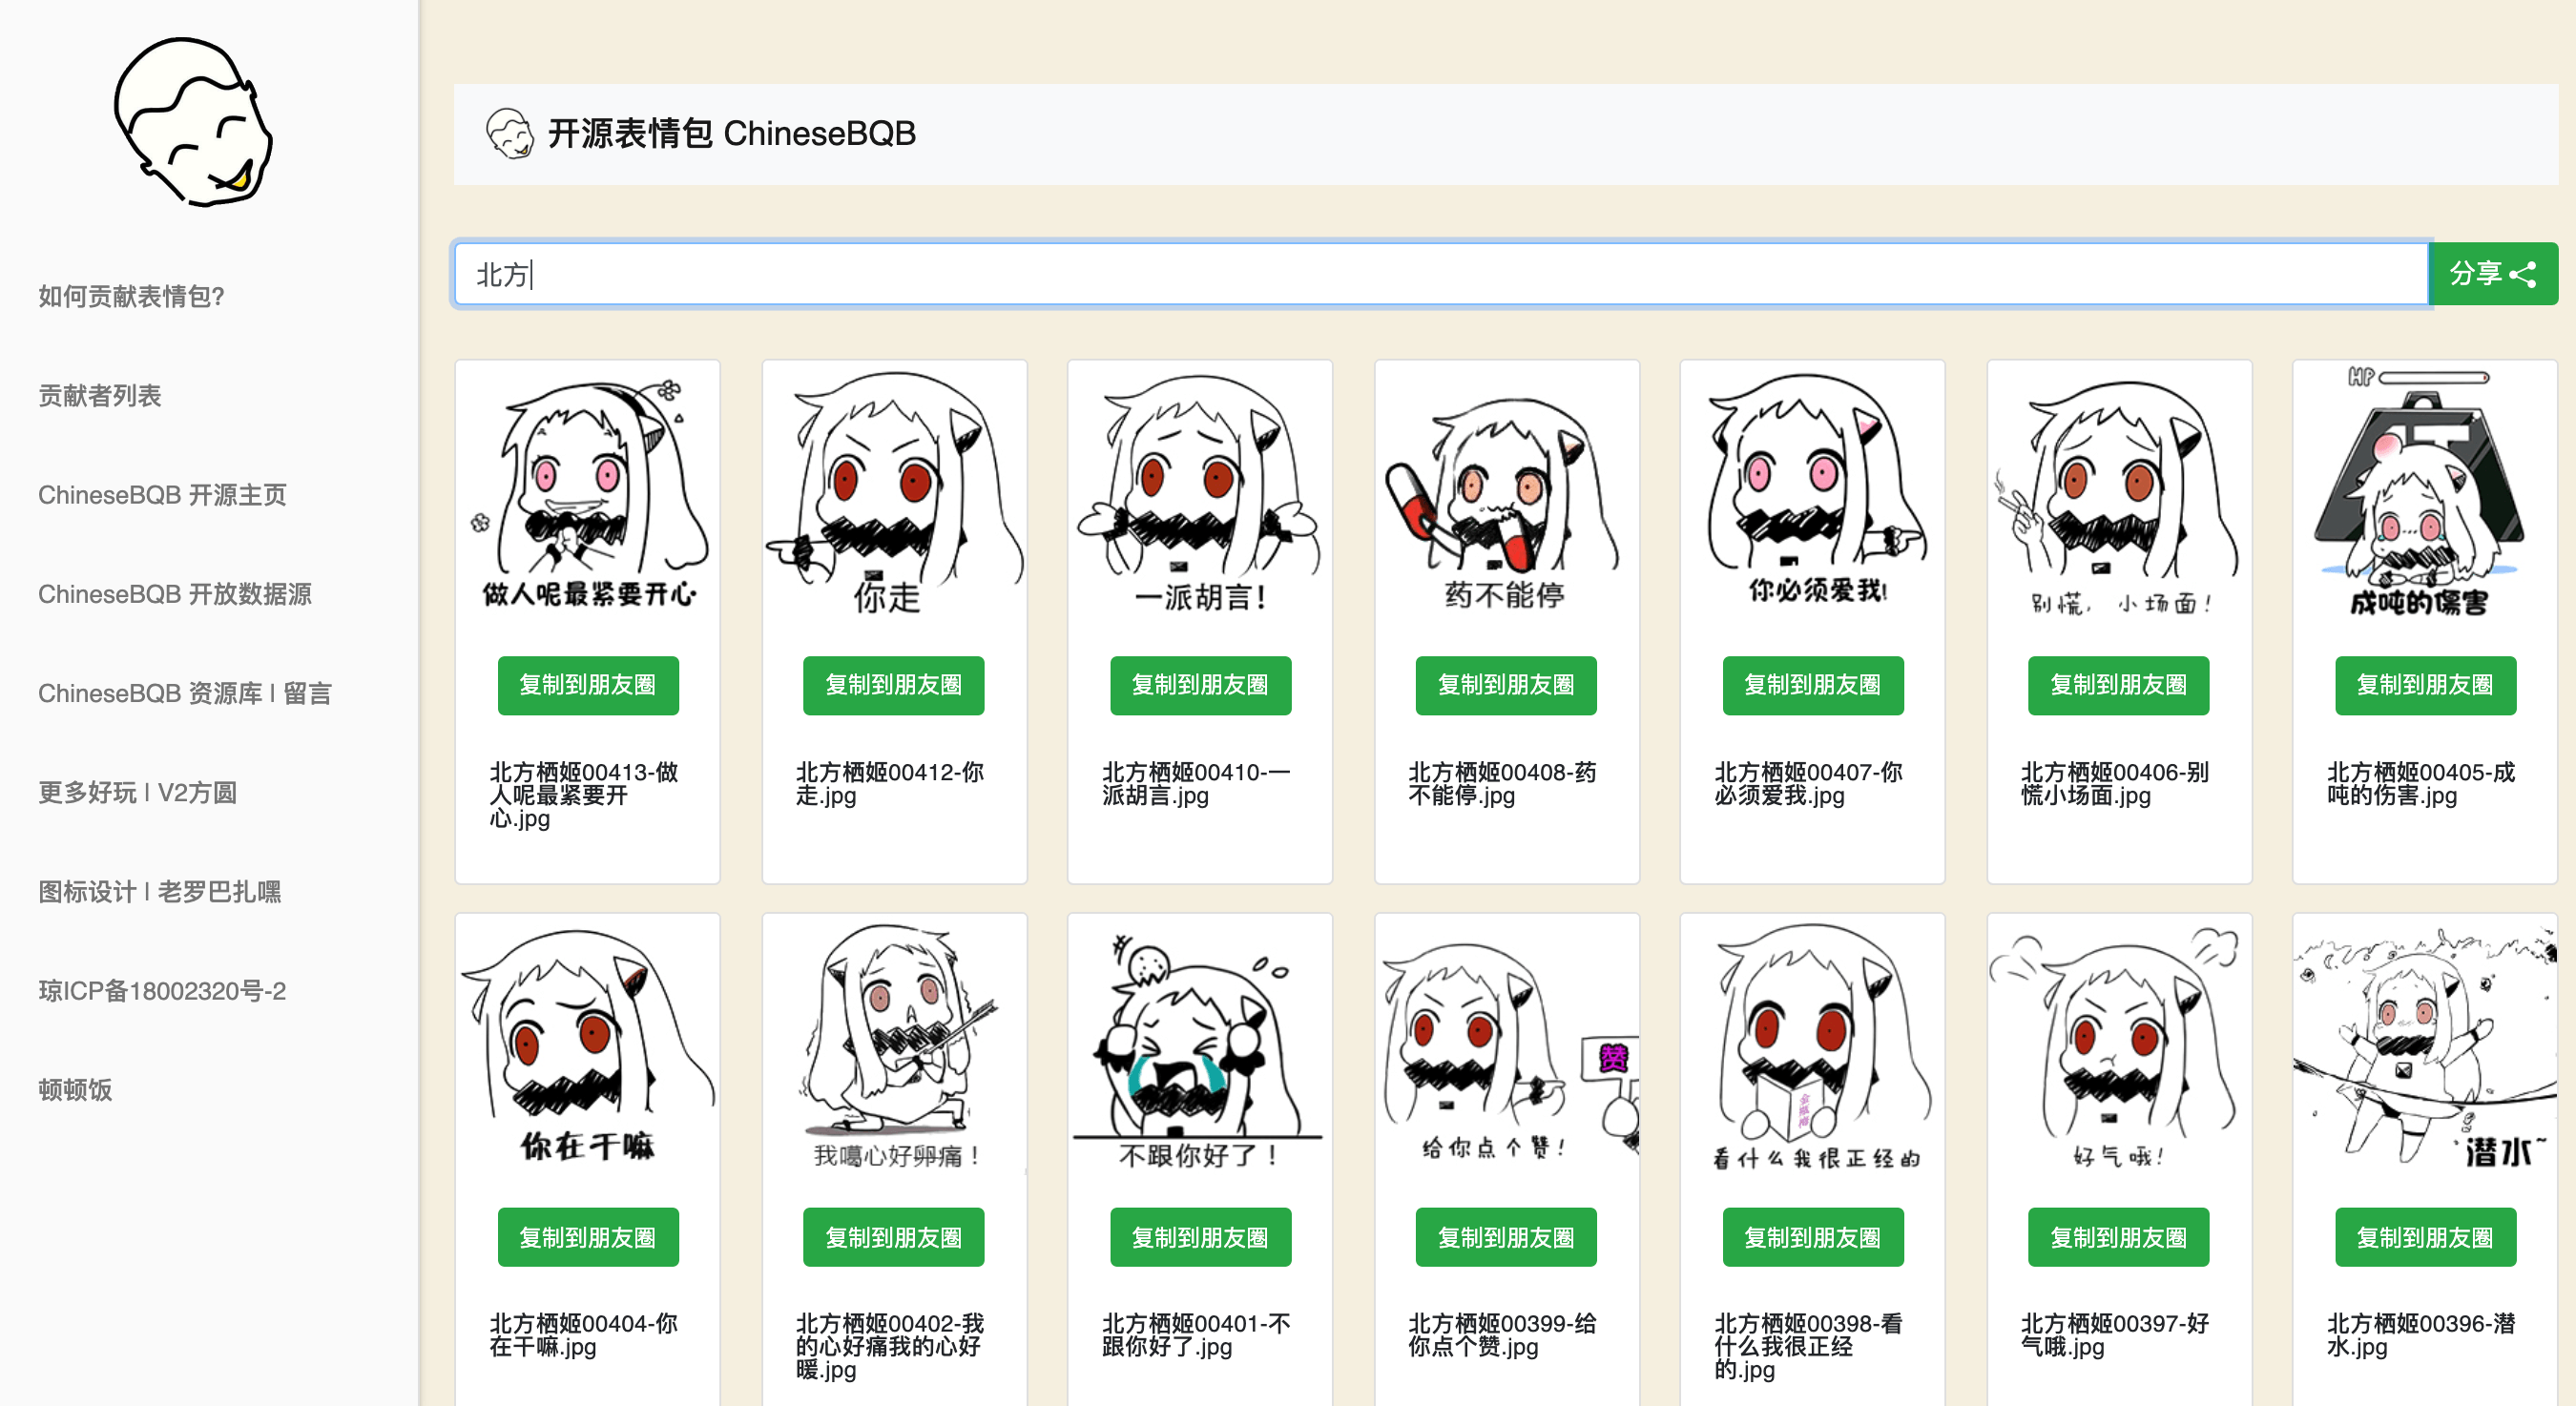 开源表情包 ChineseBQB
北方
分享
如何贡献表情包?
贡献者列表
ChineseBQB 开源主页
ChineseBQB 开放数据源
ChineseBQB 资源库 | 留言
更多好玩 | V2方圆
图标设计 | 老罗巴扎嘿
琼ICP备18002320号-2
顿顿饭
做人呢最紧要开心
复制到朋友圈
北方栖姬00413-做
人呢最紧要开
心.jpg
你走
复制到朋友圈
北方栖姬00412-你
走.jpg
一派胡言!
复制到朋友圈
北方栖姬00410-一
派胡言.jpg
药不能停
复制到朋友圈
北方栖姬00408-药
不能停.jpg
你必须爱我!
复制到朋友圈
北方栖姬00407-你
必须爱我.jpg
别慌, 小场面!
复制到朋友圈
北方栖姬00406-别
慌小场面.jpg
HP
成吨的傷害
复制到朋友圈
北方栖姬00405-成
吨的伤害.jpg
你在干嘛
复制到朋友圈
北方栖姬00404-你
在干嘛.jpg
我噶心好卵痛！
复制到朋友圈
北方栖姬00402-我
的心好痛我的心好
暖.jpg
不跟你好了！
复制到朋友圈
北方栖姬00401-不
跟你好了.jpg
赞
给你点个赞!
复制到朋友圈
北方栖姬00399-给
你点个赞.jpg
金瓶梅
看什么我很正经的
复制到朋友圈
北方栖姬00398-看
什么我很正经
的.jpg
好气哦!
复制到朋友圈
北方栖姬00397-好
气哦.jpg
潜水~
复制到朋友圈
北方栖姬00396-潜
水.jpg